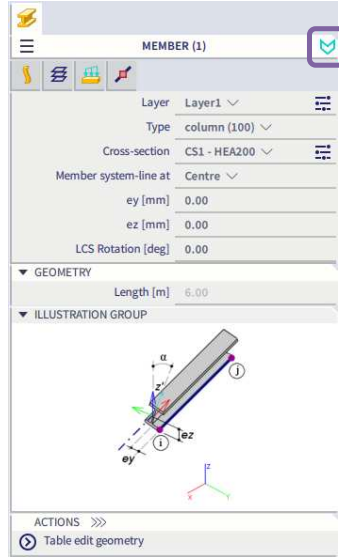 MEMBER (1)
Layer Layer1
Type column (100)
Cross-section CS1 - HEA200
Member system-line at Centre
ey [mm] 0.00
ez [mm] 0.00
LCS Rotation [deg] 0.00
GEOMETRY
Length [m] 6.00
ILLUSTRATION GROUP
α
z'
j
i
ez
ey
z
x
Y
ACTIONS >>>
Table edit geometry